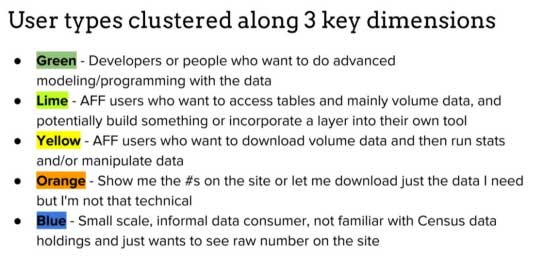 User types clustered along 3 key dimensions
● Green - Developers or people who want to do advanced
modeling/programming with the data
● Lime - AFF users who want to access tables and mainly volume data, and
potentially build something or incorporate a layer into their own tool
● Yellow - AFF users who want to download volume data and then run stats
and/or manipulate data
● Orange - Show me the #s on the site or let me download just the data I need
but I'm not that technical
● Blue - Small scale, informal data consumer, not familiar with Census data
holdings and just wants to see raw number on the site